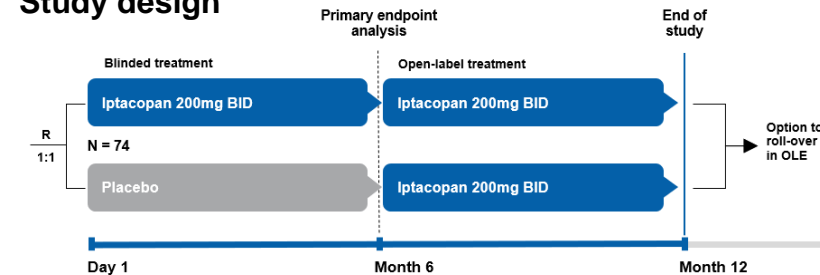 Study design
Primary endpoint
analysis
End of
study
Blinded treatment
Open-label treatment
Iptacopan 200mg BID
Iptacopan 200mg BID
R
1:1
N = 74
Option to
roll-over
in OLE
Placebo
Iptacopan 200mg BID
Day 1
Month 6
Month 12